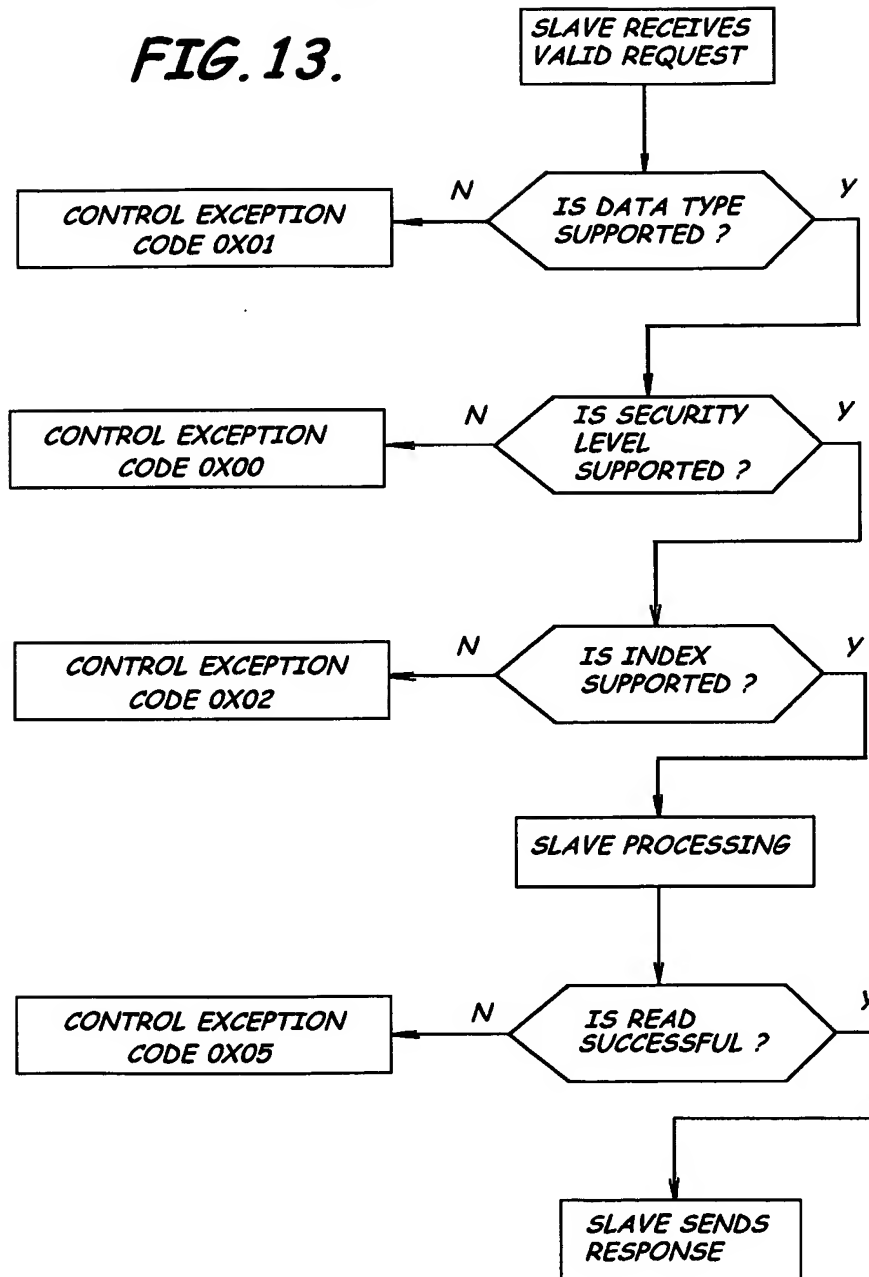 FIG. 13.
SLAVE RECEIVES
VALID REQUEST
N
Y
IS DATA TYPE
SUPPORTED ?
CONTROL EXCEPTION
CODE 0X01
N
Y
IS SECURITY
LEVEL
SUPPORTED ?
CONTROL EXCEPTION
CODE 0X00
N
Y
IS INDEX
SUPPORTED ?
CONTROL EXCEPTION
CODE 0X02
SLAVE PROCESSING
N
Y
IS READ
SUCCESSFUL ?
CONTROL EXCEPTION
CODE 0X05
SLAVE SENDS
RESPONSE